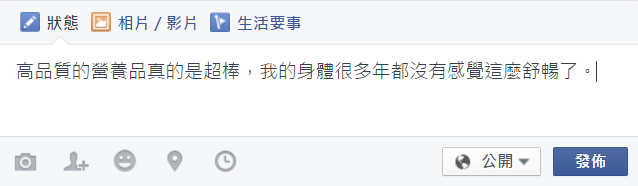 狀態 相片 / 影片 生活要事
高品質的營養品真的是超棒，我的身體很多年都沒有感覺這麼舒暢了。
公開 發佈